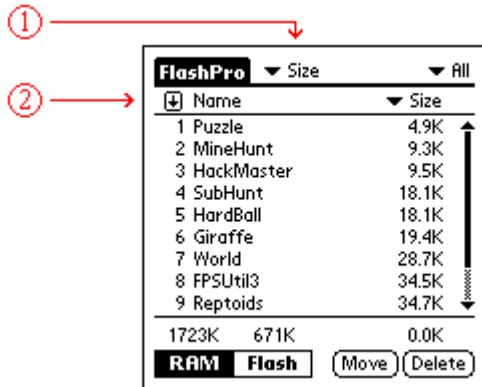 1
FlashPro Size All
2
Name Size
1 Puzzle 4.9K
2 MineHunt 9.3K
3 HackMaster 9.5K
4 SubHunt 18.1K
5 HardBall 18.1K
6 Giraffe 19.4K
7 World 28.7K
8 FPSUtil3 34.5K
9 Reptoids 34.7K
1723K 671K 0.0K
RAM Flash Move Delete